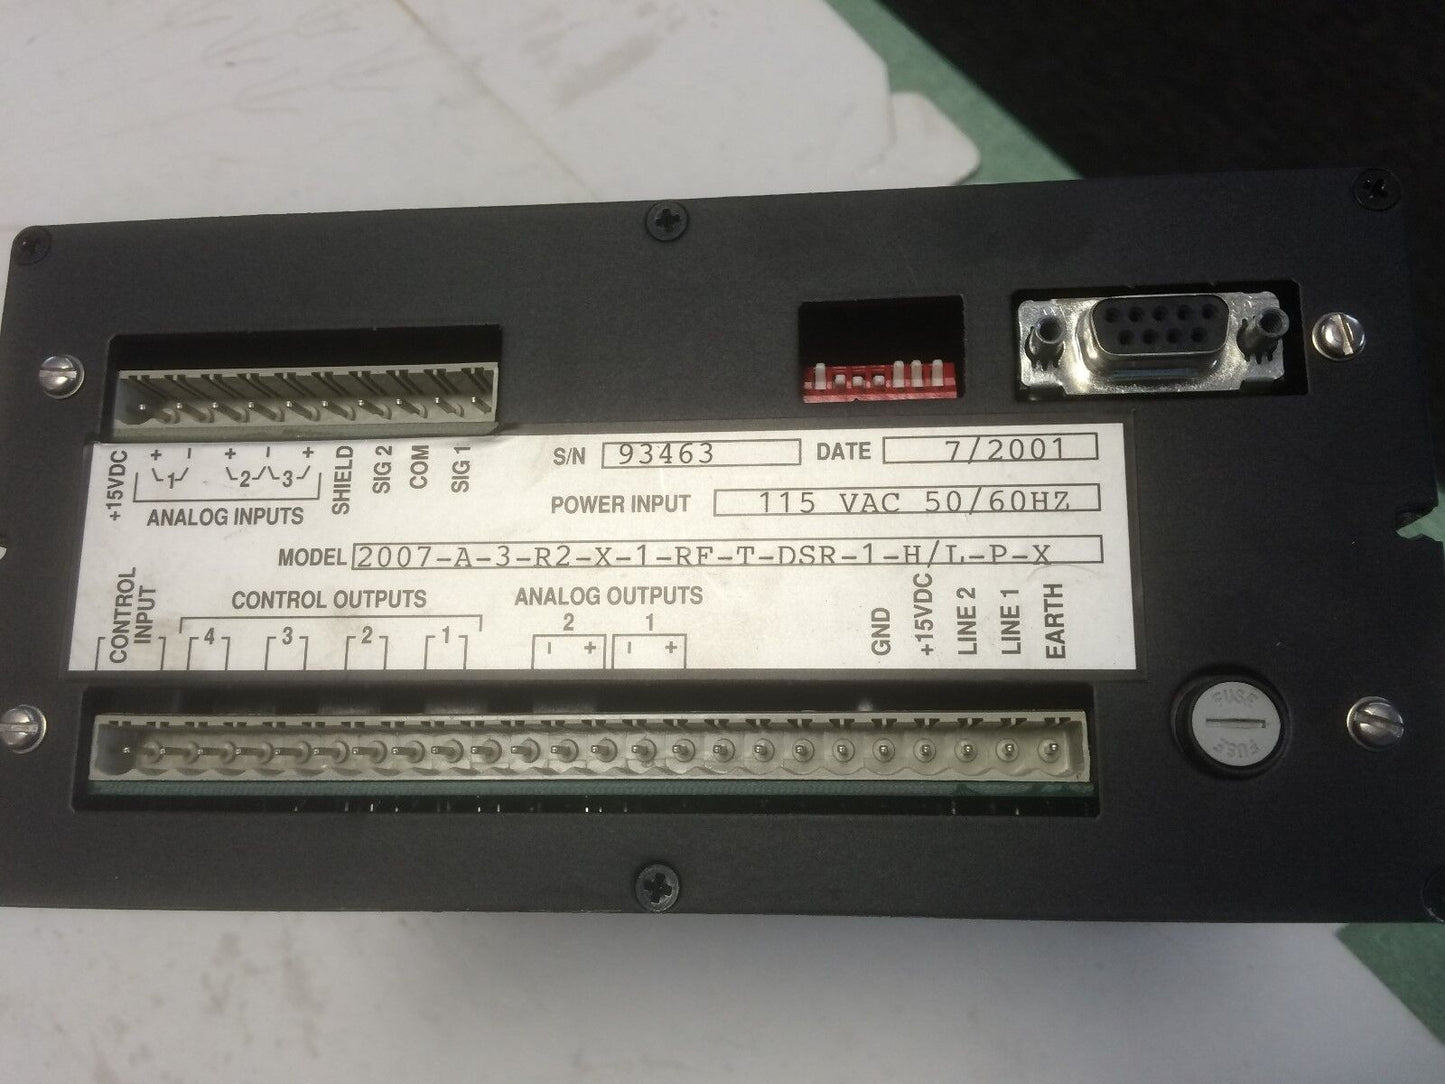 +15VDC
+ - + - +
1 2 3
ANALOG INPUTS
SHIELD
SIG 2
COM
SIG 1
S/N 93463 DATE 7/2001
POWER INPUT 115 VAC 50/60HZ
MODEL 2007-A-3-R2-X-1-RF-T-DSR-1-H/L-P-X
CONTROL
INPUT
CONTROL OUTPUTS
4 3 2 1
ANALOG OUTPUTS
2 1
- + - +
GND
+15VDC
LINE 2
LINE 1
EARTH
FUSE
FUSE